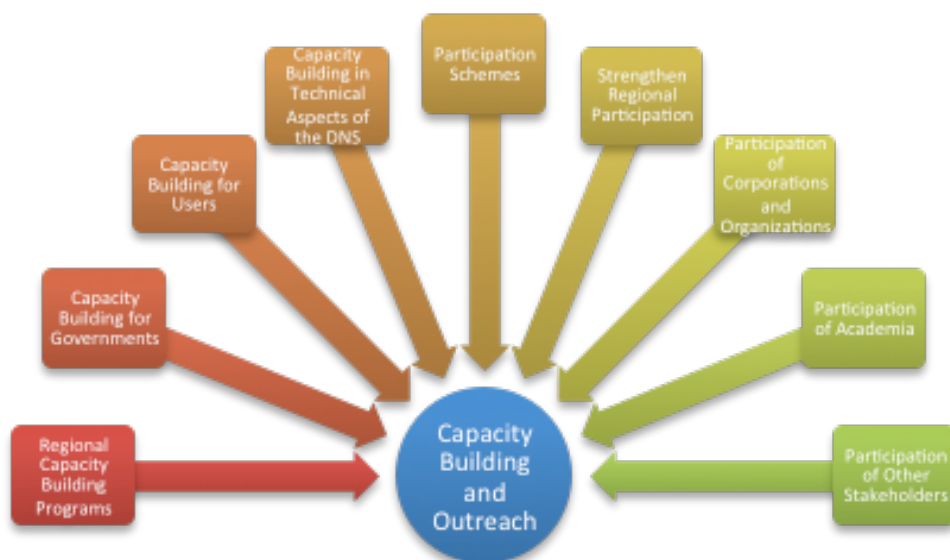 Regional
Capacity
Building
Programs
Capacity
Building for
Governments
Capacity
Building for
Users
Capacity
Building in
Technical
Aspects of
the DNS
Participation
Schemes
Strengthen
Regional
Participation
Participation
of
Corporations
and
Organizations
Participation
of Academia
Participation
of Other
Stakeholders
Capacity
Building
and
Outreach